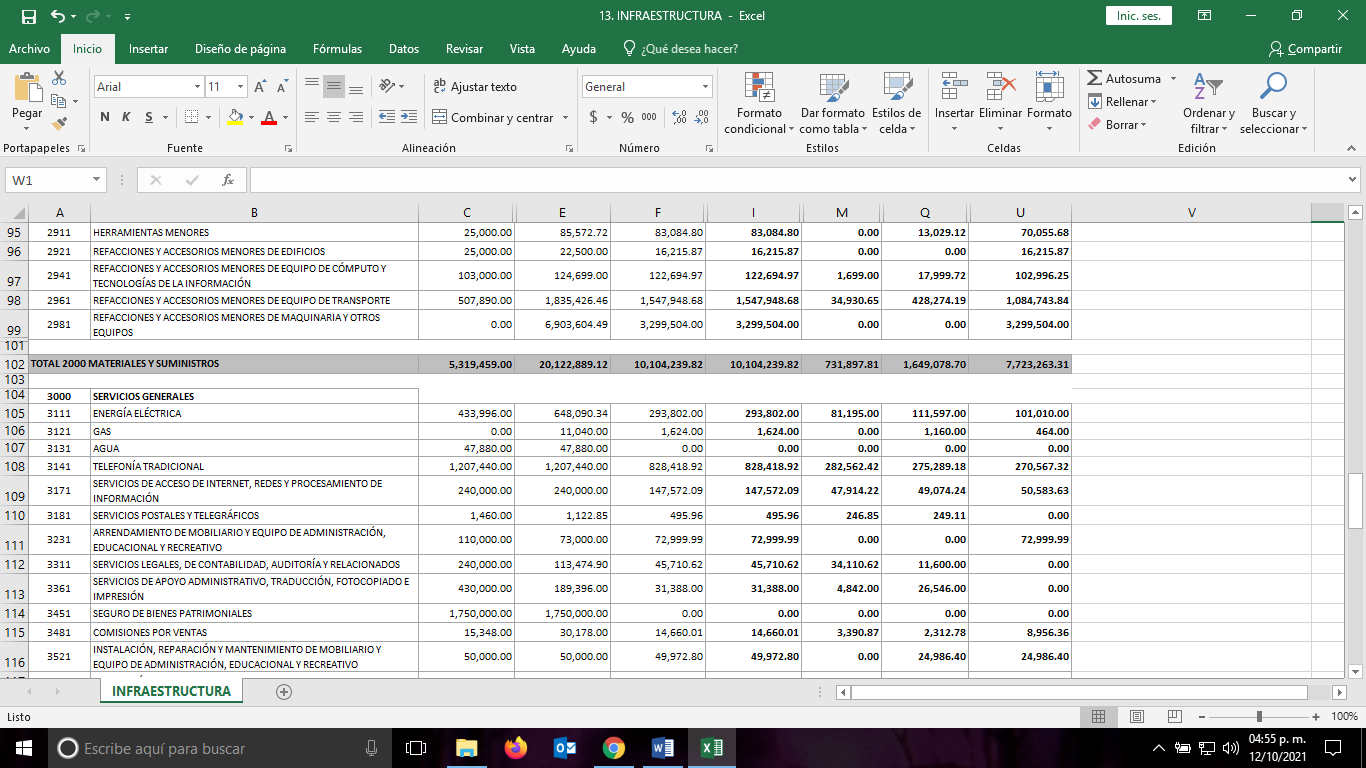 13. INFRAESTRUCTURA - Excel
Inic. ses.
Archivo Inicio Insertar Diseño de página Fórmulas Datos Revisar Vista Ayuda ¿Qué desea hacer? Compartir
Pegar
Portapapeles
Arial 11
N K S
Fuente
Ajustar texto
Combinar y centrar
Alineación
General
$ % 000
Número
Formato condicional
Dar formato como tabla
Estilos de celda
Estilos
Insertar Eliminar Formato
Celdas
Autosuma
Rellenar
Borrar
Ordenar y filtrar
Buscar y seleccionar
Edición
W1 fx
A B C E F I M Q U V
95 2911 HERRAMIENTAS MENORES 25,000.00 85,572.72 83,084.80 83,084.80 0.00 13,029.12 70,055.68
96 2921 REFACCIONES Y ACCESORIOS MENORES DE EDIFICIOS 25,000.00 22,500.00 16,215.87 16,215.87 0.00 0.00 16,215.87
97 2941 REFACCIONES Y ACCESORIOS MENORES DE EQUIPO DE CÓMPUTO Y
TECNOLOGÍAS DE LA INFORMACIÓN 103,000.00 124,699.00 122,694.97 122,694.97 1,699.00 17,999.72 102,996.25
98 2961 REFACCIONES Y ACCESORIOS MENORES DE EQUIPO DE TRANSPORTE 507,890.00 1,835,426.46 1,547,948.68 1,547,948.68 34,930.65 428,274.19 1,084,743.84
99 2981 REFACCIONES Y ACCESORIOS MENORES DE MAQUINARIA Y OTROS
EQUIPOS 0.00 6,903,604.49 3,299,504.00 3,299,504.00 0.00 0.00 3,299,504.00
101
102 TOTAL 2000 MATERIALES Y SUMINISTROS 5,319,459.00 20,122,889.12 10,104,239.82 10,104,239.82 731,897.81 1,649,078.70 7,723,263.31
103
104 3000 SERVICIOS GENERALES
105 3111 ENERGÍA ELÉCTRICA 433,996.00 648,090.34 293,802.00 293,802.00 81,195.00 111,597.00 101,010.00
106 3121 GAS 0.00 11,040.00 1,624.00 1,624.00 0.00 1,160.00 464.00
107 3131 AGUA 47,880.00 47,880.00 0.00 0.00 0.00 0.00 0.00
108 3141 TELEFONÍA TRADICIONAL 1,207,440.00 1,207,440.00 828,418.92 828,418.92 282,562.42 275,289.18 270,567.32
109 3171 SERVICIOS DE ACCESO DE INTERNET, REDES Y PROCESAMIENTO DE
INFORMACIÓN 240,000.00 240,000.00 147,572.09 147,572.09 47,914.22 49,074.24 50,583.63
110 3181 SERVICIOS POSTALES Y TELEGRÁFICOS 1,460.00 1,122.85 495.96 495.96 246.85 249.11 0.00
111 3231 ARRENDAMIENTO DE MOBILIARIO Y EQUIPO DE ADMINISTRACIÓN,
EDUCACIONAL Y RECREATIVO 110,000.00 73,000.00 72,999.99 72,999.99 0.00 0.00 72,999.99
112 3311 SERVICIOS LEGALES, DE CONTABILIDAD, AUDITORÍA Y RELACIONADOS 240,000.00 113,474.90 45,710.62 45,710.62 34,110.62 11,600.00 0.00
113 3361 SERVICIOS DE APOYO ADMINISTRATIVO, TRADUCCIÓN, FOTOCOPIADO E
IMPRESIÓN 430,000.00 189,396.00 31,388.00 31,388.00 4,842.00 26,546.00 0.00
114 3451 SEGURO DE BIENES PATRIMONIALES 1,750,000.00 1,750,000.00 0.00 0.00 0.00 0.00 0.00
115 3481 COMISIONES POR VENTAS 15,348.00 30,178.00 14,660.01 14,660.01 3,390.87 2,312.78 8,956.36
116 3521 INSTALACIÓN, REPARACIÓN Y MANTENIMIENTO DE MOBILIARIO Y
EQUIPO DE ADMINISTRACIÓN, EDUCACIONAL Y RECREATIVO 50,000.00 50,000.00 49,972.80 49,972.80 0.00 24,986.40 24,986.40
INFRAESTRUCTURA
Listo 100%
Escribe aquí para buscar
04:55 p. m.
12/10/2021